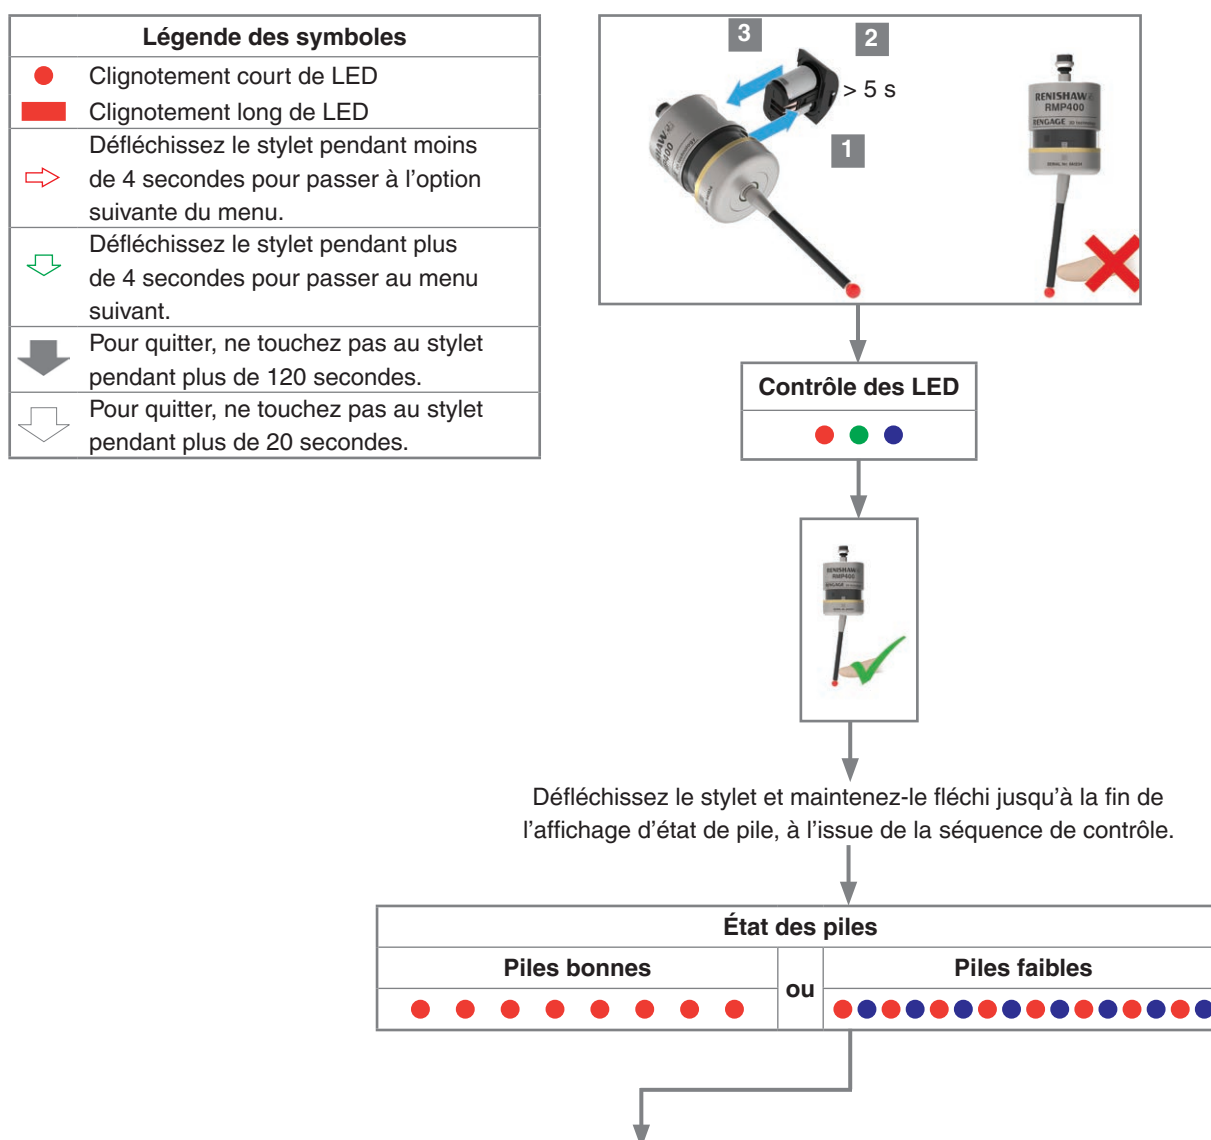 Légende des symboles
Clignotement court de LED
Clignotement long de LED
Défléchissez le stylet pendant moins
de 4 secondes pour passer à l'option
suivante du menu.
Défléchissez le stylet pendant plus
de 4 secondes pour passer au menu
suivant.
Pour quitter, ne touchez pas au stylet
pendant plus de 120 secondes.
Pour quitter, ne touchez pas au stylet
pendant plus de 20 secondes.
3
2
> 5 s
1
RENISHAW
RMP400
RENGAGE
Contrôle des LED
RENISHAW
RMP400
RENGAGE
Défléchissez le stylet et maintenez-le fléchi jusqu'à la fin de
l'affichage d'état de pile, à l'issue de la séquence de contrôle.
État des piles
Piles bonnes
ou
Piles faibles